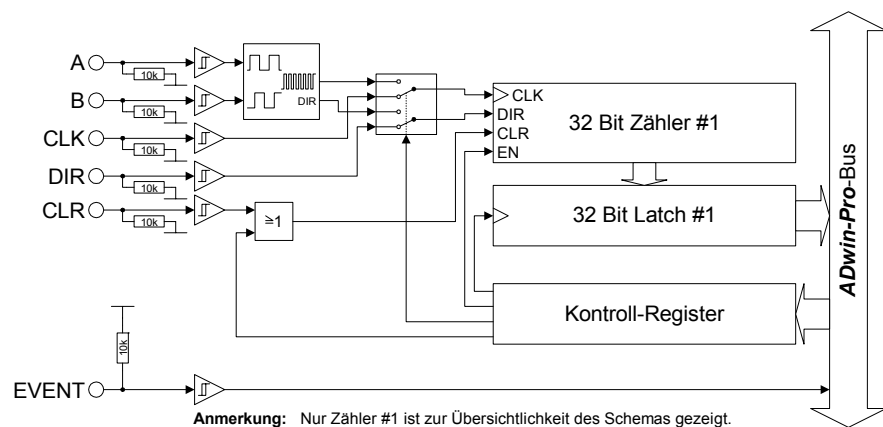 A
10k
B
10k
DIR
CLK
10k
DIR
10k
CLR
10k
≥1
CLK
DIR
CLR
EN
32 Bit Zähler #1
32 Bit Latch #1
Kontroll-Register
ADwin-Pro-Bus
10k
EVENT
Anmerkung: Nur Zähler #1 ist zur Übersichtlichkeit des Schemas gezeigt.